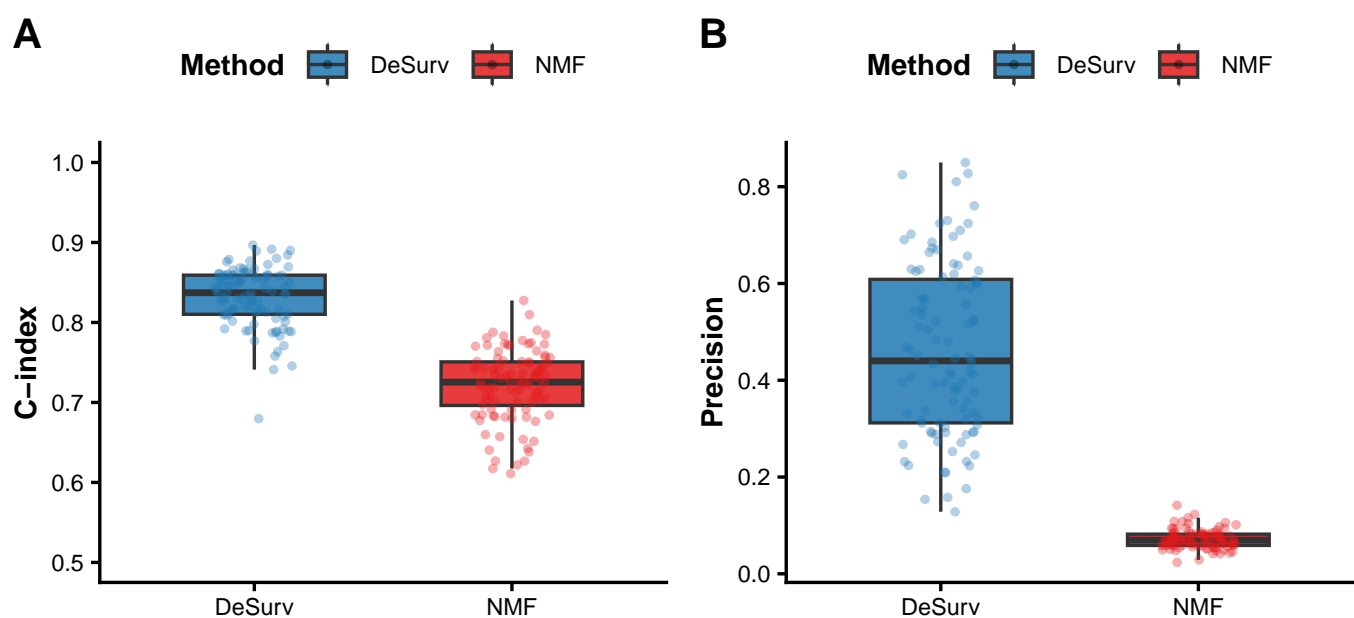 A
Method DeSurv NMF
C−index
1.0
0.9
0.8
0.7
0.6
0.5
DeSurv NMF
B
Method DeSurv NMF
Precision
0.8
0.6
0.4
0.2
0.0
DeSurv NMF